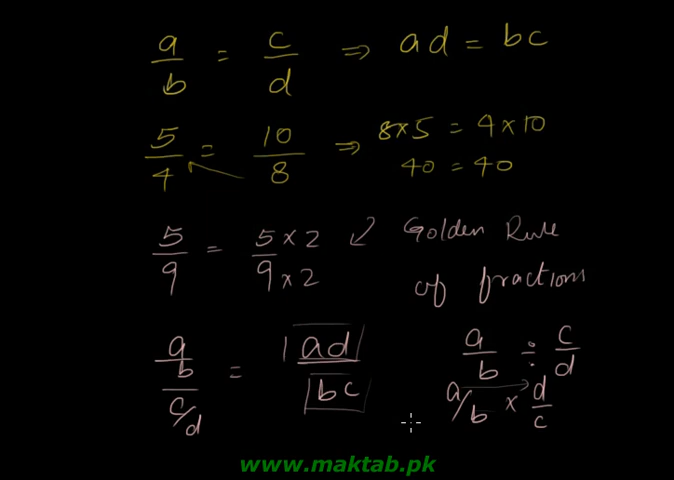 a/b = c/d ⇒ ad = bc
5/4 = 10/8 ⇒ 8×5 = 4×10
40 = 40
5/9 = 5×2/9×2 Golden Rule
of fractions
a/b / c/d = ad/bc
a/b ÷ c/d
a/b × d/c
www.maktab.pk